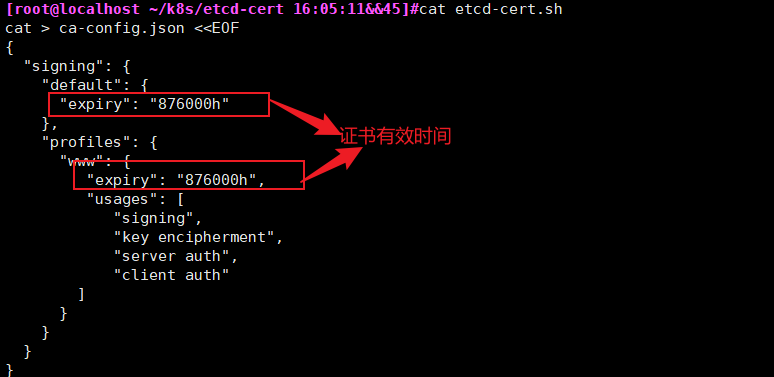 [root@localhost ~/k8s/etcd-cert 16:05:11&&45]#cat etcd-cert.sh
cat > ca-config.json <<EOF
{
  "signing": {
    "default": {
      "expiry": "876000h"
    },
证书有效时间
    "profiles": {
      "www": {
         "expiry": "876000h",
         "usages": [
            "signing",
            "key encipherment",
            "server auth",
            "client auth"
        ]
      }
    }
  }
}